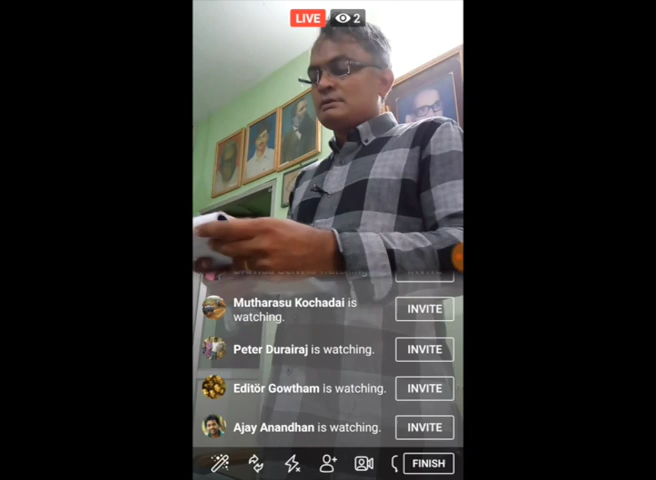 LIVE 2
INVITE
Mutharasu Kochadai is
watching.
INVITE
Peter Durairaj is watching.
INVITE
Editör Gowtham is watching.
INVITE
Ajay Anandhan is watching.
INVITE
FINISH